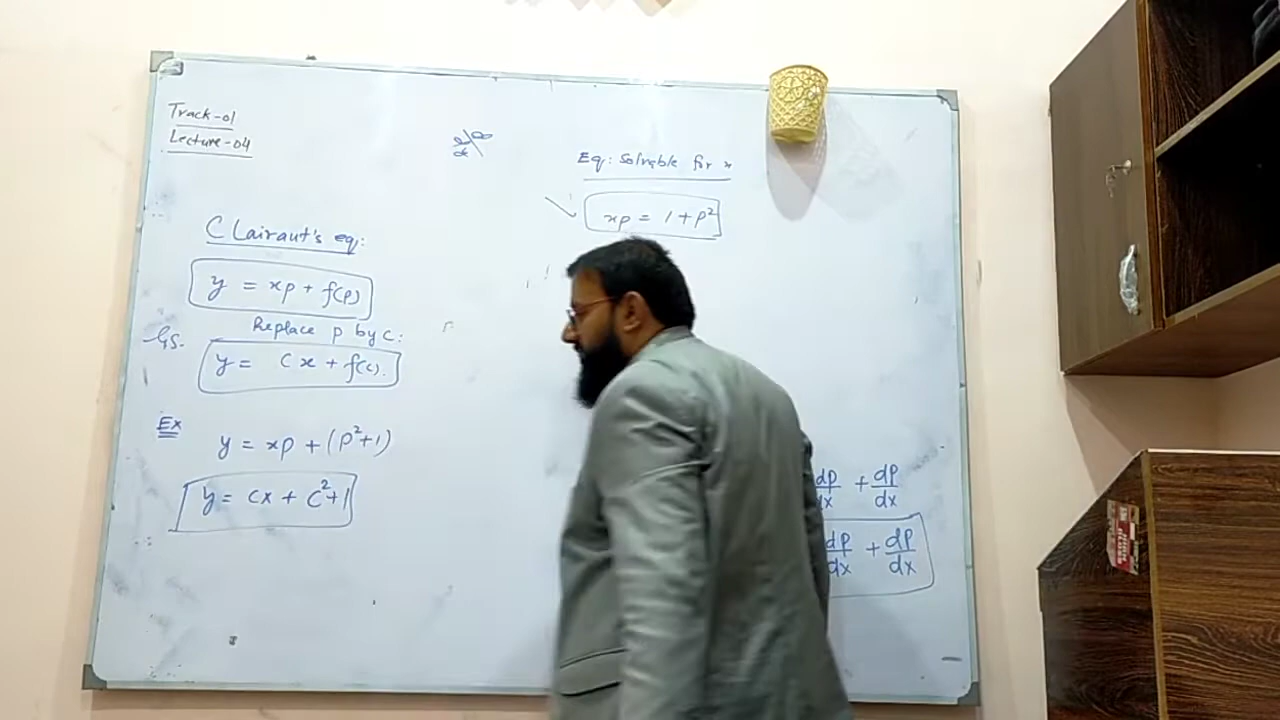 Track-01
Lecture-04
Clairaut's eq:
y = xp + f(p)
Replace p by c:
G.S.
y = Cx + f(c).
Ex
y = xp + (p²+1)
y = cx + c²+1
Eq: Solvable for x
xp = 1 + p²
dp/dx + dp/dx
dp/dx + dp/dx